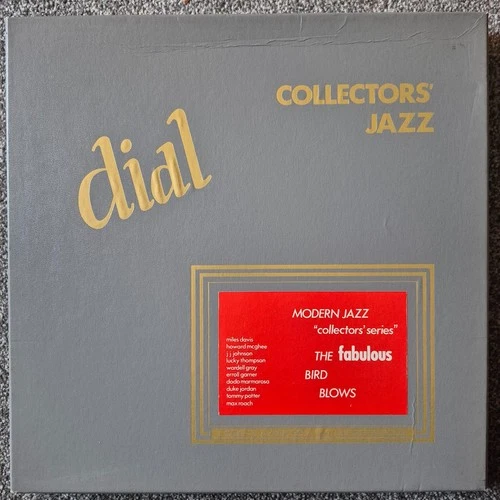 COLLECTORS'
JAZZ
dial
MODERN JAZZ
"collectors' series"
THE fabulous
BIRD
BLOWS
miles davis
howard mcghee
j j johnson
lucky thompson
wardell gray
erroll garner
dodo marmarosa
duke jordan
tommy potter
max roach